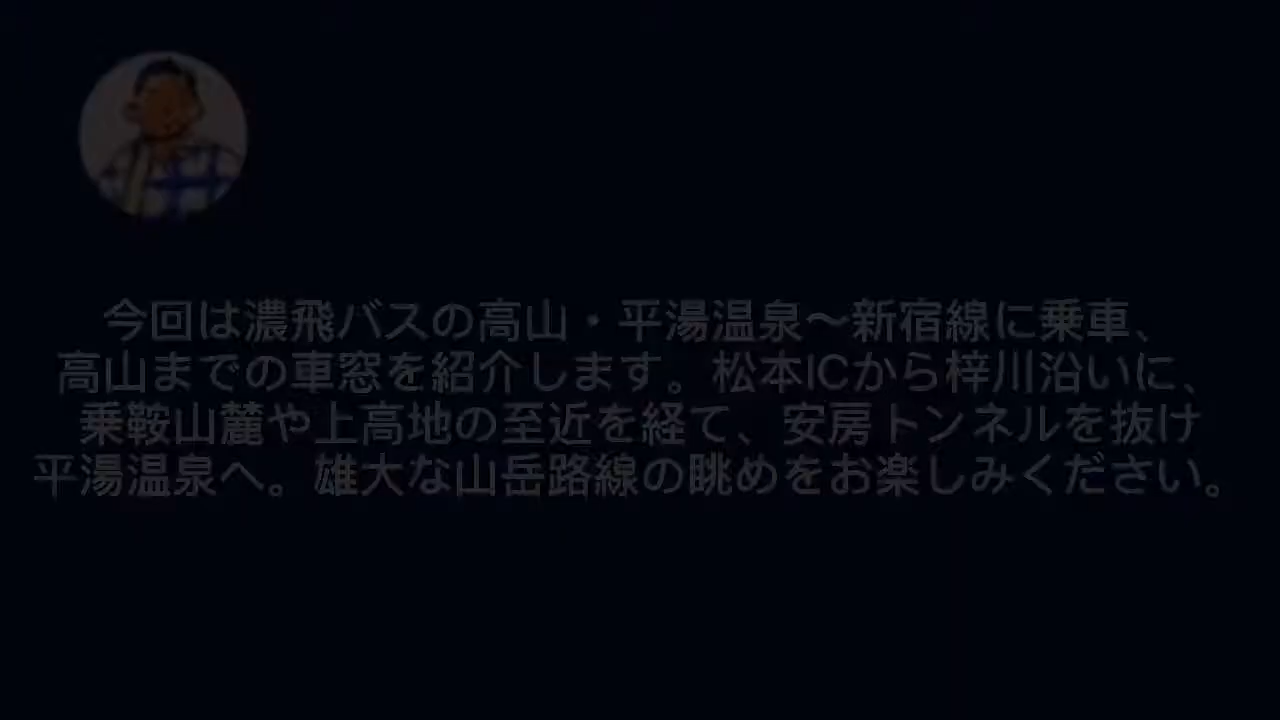 今回は濃飛バスの高山・平湯温泉～新宿線に乗車、
高山までの車窓を紹介します。松本ICから梓川沿いに、
乗鞍山麓や上高地の至近を経て、安房トンネルを抜け
平湯温泉へ。雄大な山岳路線の眺めをお楽しみください。